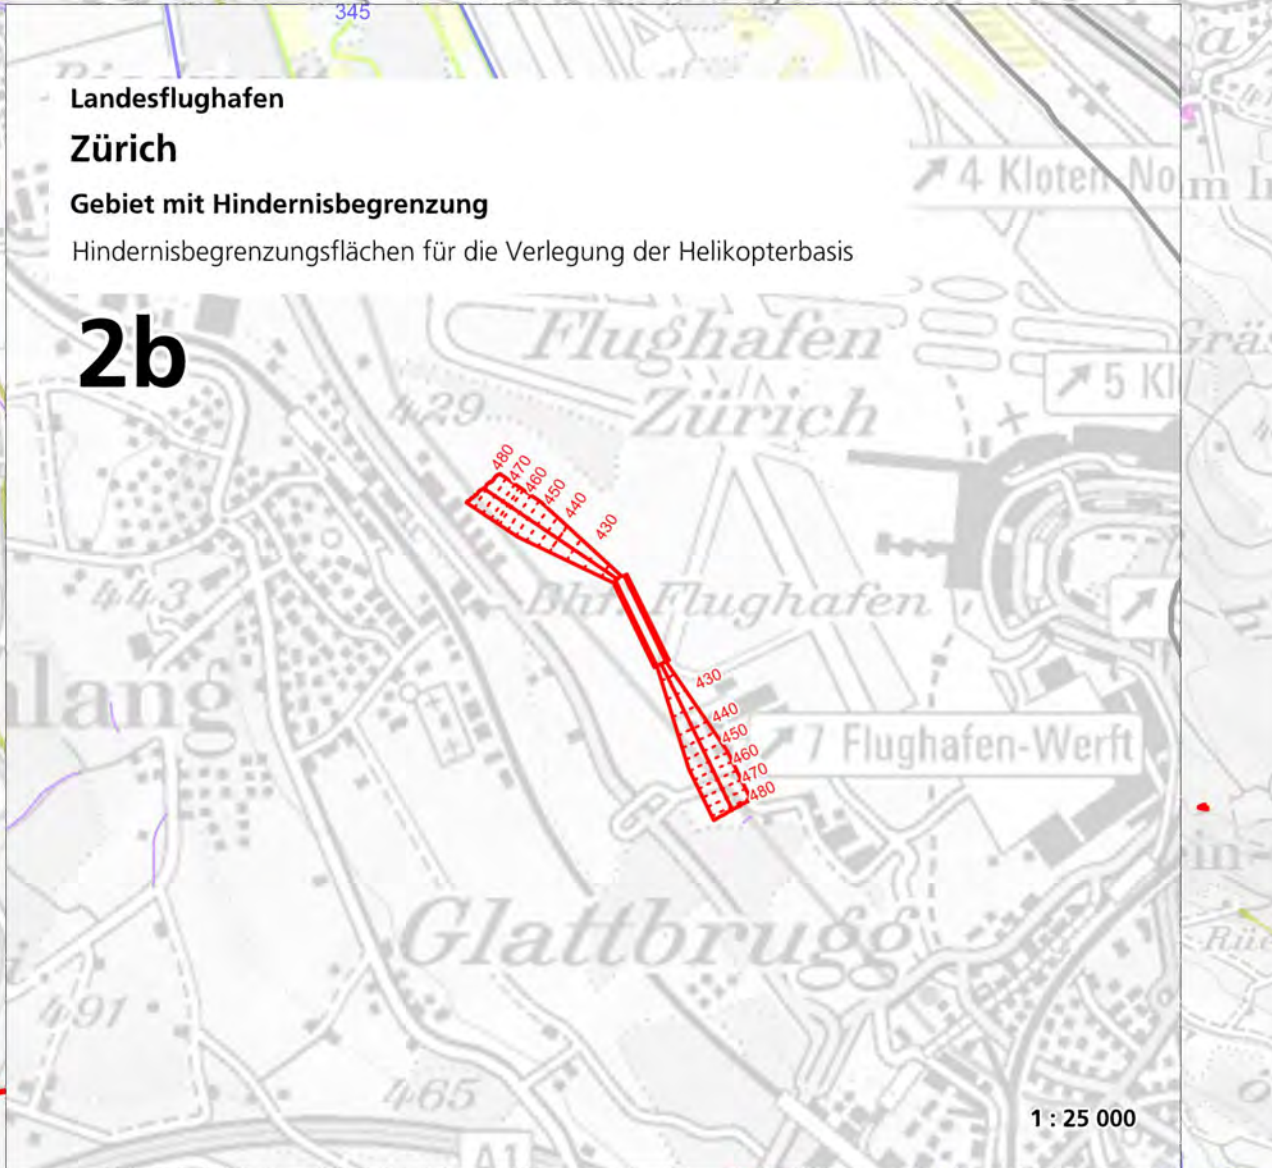 345
Landesflughafen
Zürich
Gebiet mit Hindernisbegrenzung
Hindernisbegrenzungsflächen für die Verlegung der Helikopterbasis
4 Kloten-No
2b
Flughafen
Zürich
5 Kl
429
480
470
460
450
440
430
443
Bhf. Flughafen
lang
430
440
450
460
470
480
7 Flughafen-Werft
Glattbrugg
491
465
1 : 25 000
A1